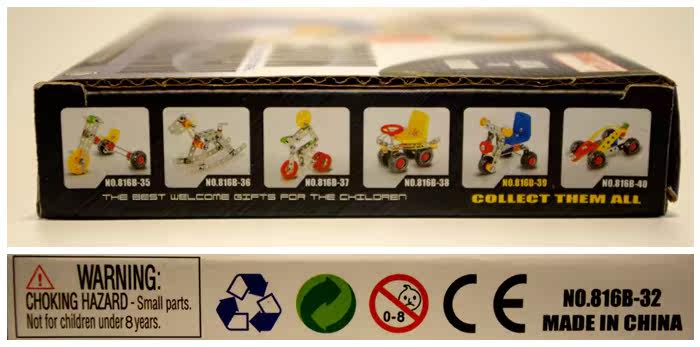 NO.816B-35
NO.816B-36
NO.816B-37
NO.816B-38
NO.816B-39
NO.816B-40
THE BEST WELCOME GIFTS FOR THE CHILDREN
COLLECT THEM ALL
WARNING:
CHOKING HAZARD - Small parts.
Not for children under 8 years.
0-8
CE
NO.816B-32
MADE IN CHINA